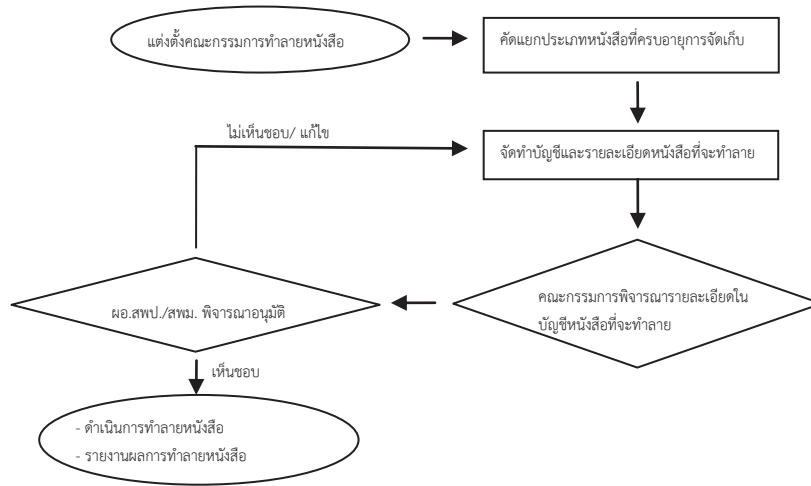 แต่งตั้งคณะกรรมการทำลายหนังสือ
คัดแยกประเภทหนังสือที่ครบอายุการจัดเก็บ
ไม่เห็นชอบ/ แก้ไข
จัดทำบัญชีและรายละเอียดหนังสือที่จะทำลาย
คณะกรรมการพิจารณารายละเอียดใน
บัญชีหนังสือที่จะทำลาย
ผอ.สพป./สพม. พิจารณาอนุมัติ
เห็นชอบ
- ดำเนินการทำลายหนังสือ
- รายงานผลการทำลายหนังสือ